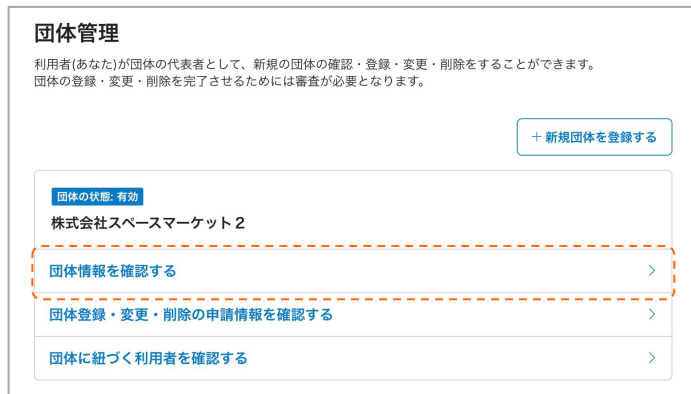 団体管理
利用者(あなた)が団体の代表者として、新規の団体の確認・登録・変更・削除をすることができます。
団体の登録・変更・削除を完了させるためには審査が必要となります。
＋新規団体を登録する
団体の状態: 有効
株式会社スペースマーケット２
団体情報を確認する
団体登録・変更・削除の申請情報を確認する
団体に紐づく利用者を確認する